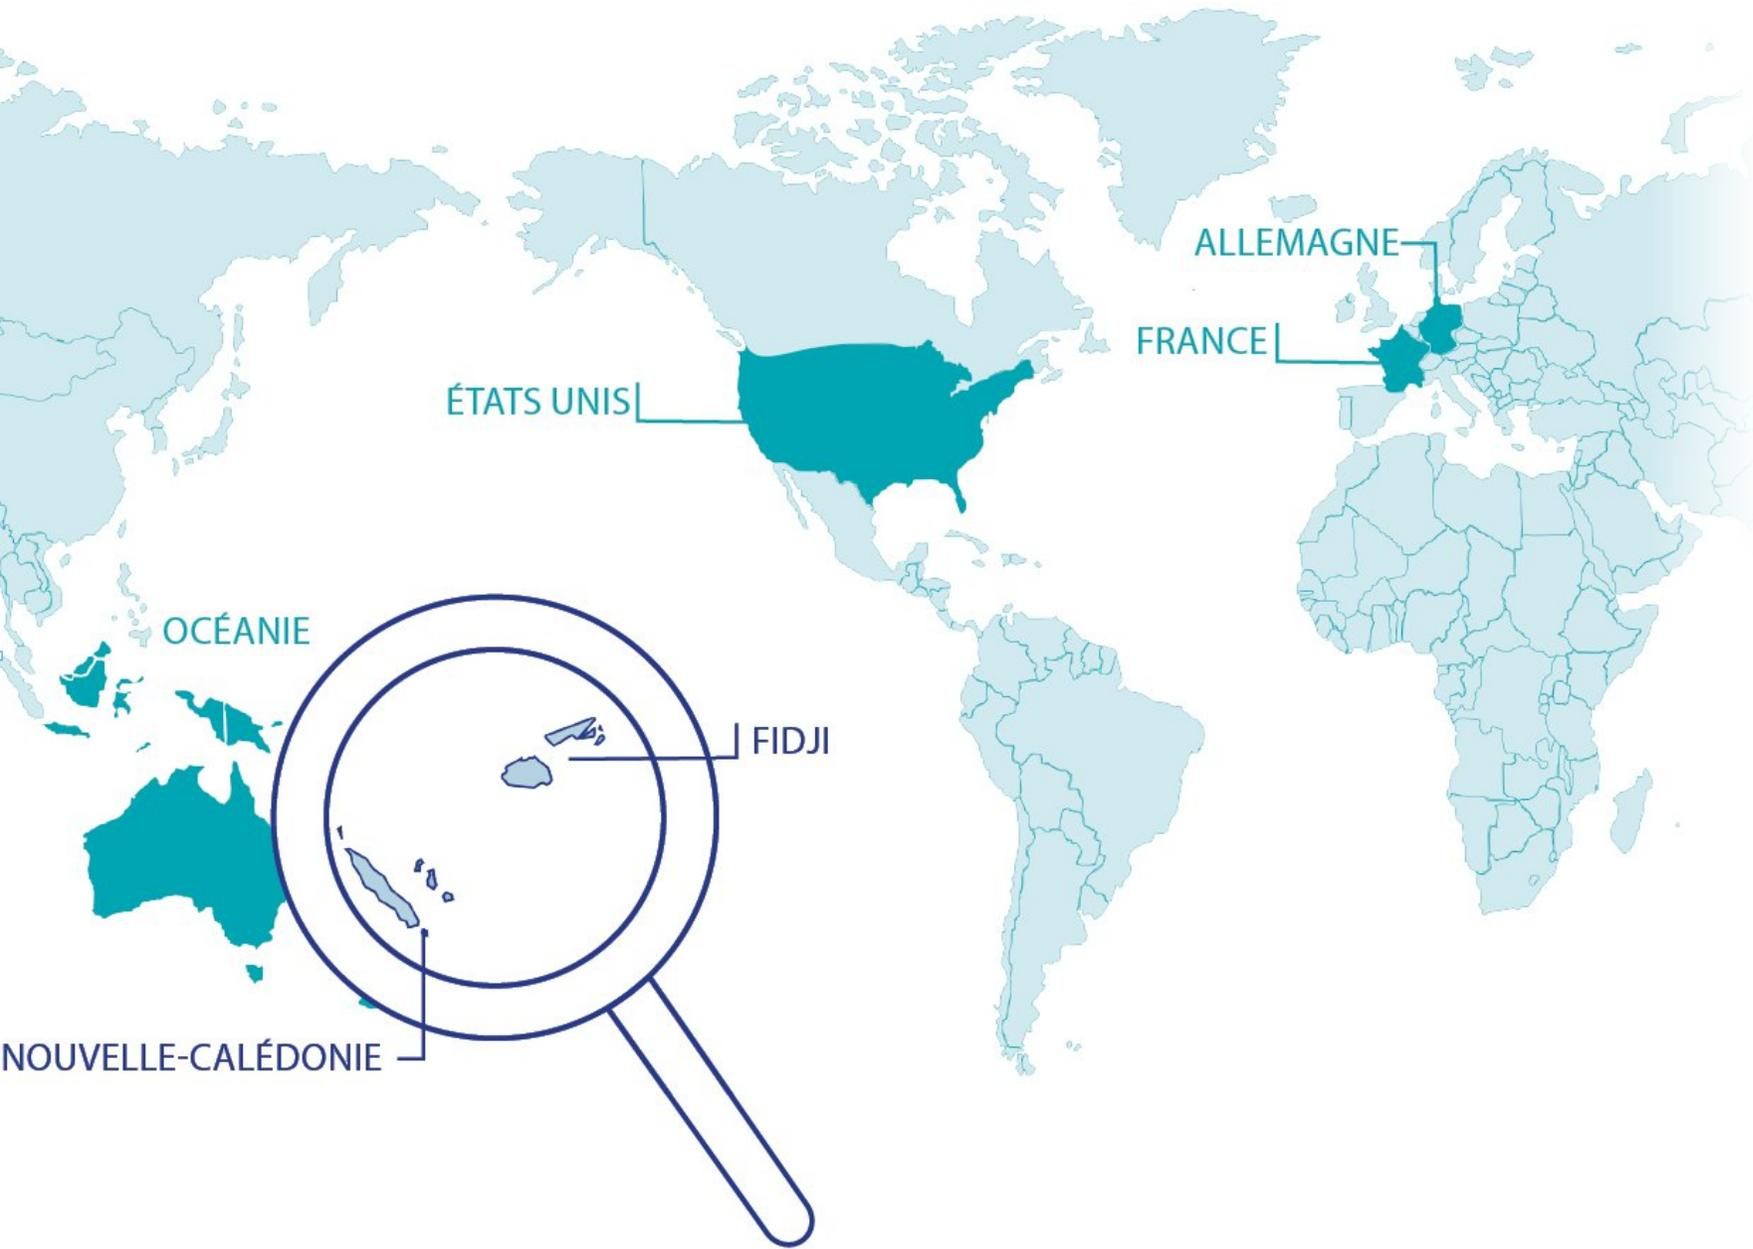 ALLEMAGNE
FRANCE
ÉTATS UNIS
OCÉANIE
FIDJI
NOUVELLE-CALÉDONIE